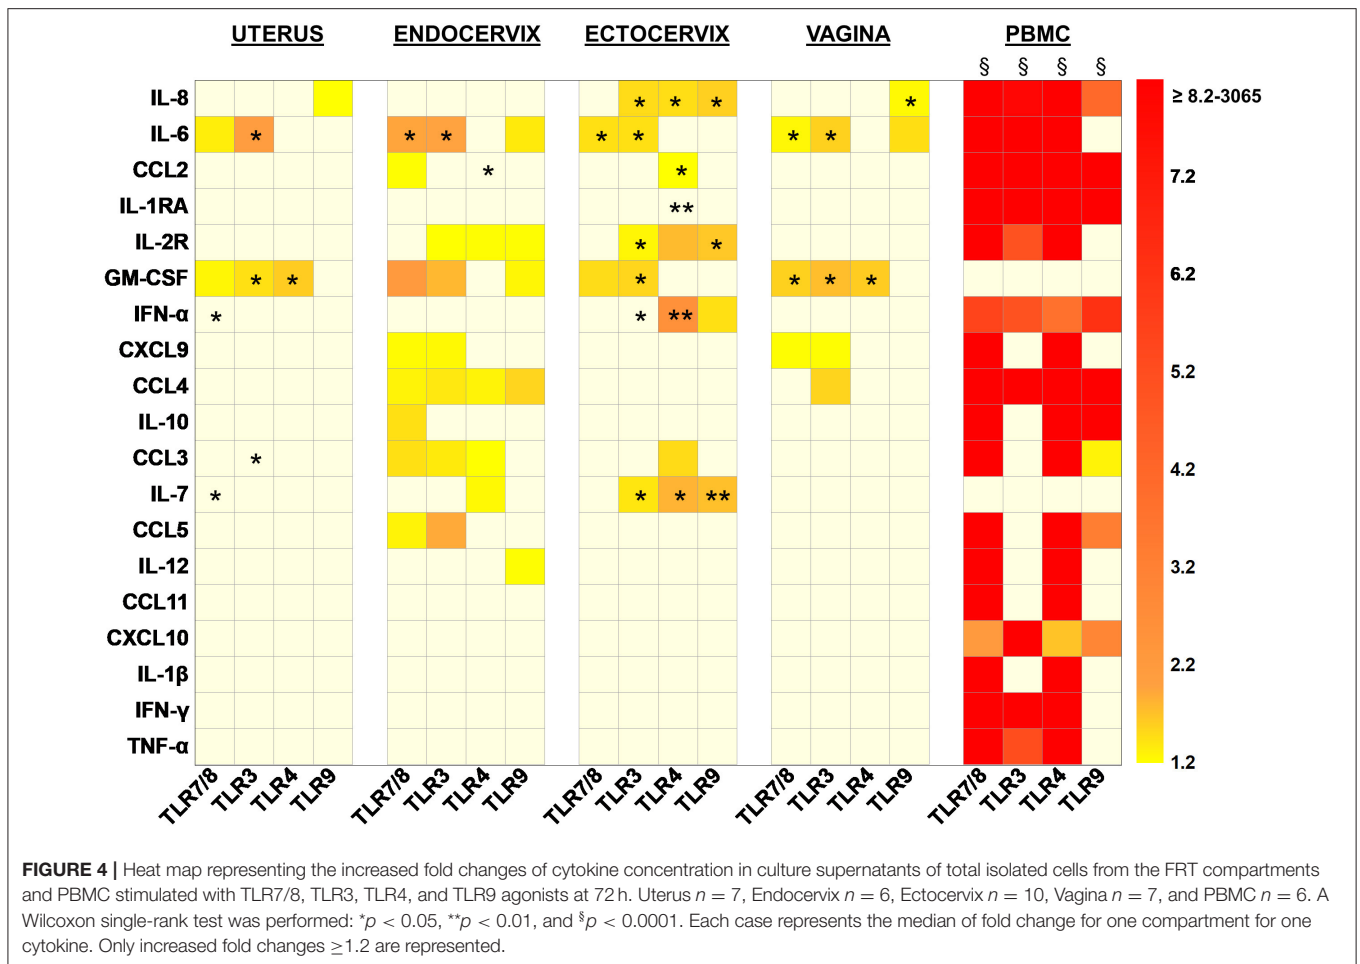 UTERUS ENDOCERVIX ECTOCERVIX VAGINA PBMC
§ § § §
IL-8 * * * * ≥ 8.2-3065
IL-6 * * * * * * *
CCL2 * * 7.2
IL-1RA **
IL-2R * *
GM-CSF * * * * * * 6.2
IFN-α * * **
CXCL9
CCL4 5.2
IL-10
CCL3 * 4.2
IL-7 * * * **
CCL5
IL-12 3.2
CCL11
CXCL10
IL-1β 2.2
IFN-γ
TNF-α 1.2
TLR7/8 TLR3 TLR4 TLR9 TLR7/8 TLR3 TLR4 TLR9 TLR7/8 TLR3 TLR4 TLR9 TLR7/8 TLR3 TLR4 TLR9 TLR7/8 TLR3 TLR4 TLR9
FIGURE 4 | Heat map representing the increased fold changes of cytokine concentration in culture supernatants of total isolated cells from the FRT compartments
and PBMC stimulated with TLR7/8, TLR3, TLR4, and TLR9 agonists at 72 h. Uterus n = 7, Endocervix n = 6, Ectocervix n = 10, Vagina n = 7, and PBMC n = 6. A
Wilcoxon single-rank test was performed: *p < 0.05, **p < 0.01, and §p < 0.0001. Each case represents the median of fold change for one compartment for one
cytokine. Only increased fold changes ≥1.2 are represented.